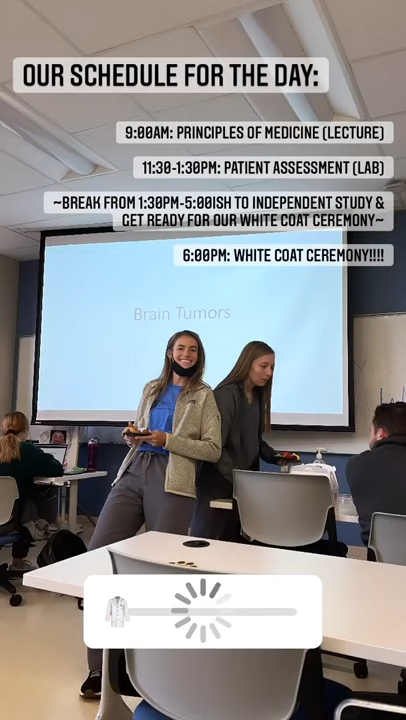 OUR SCHEDULE FOR THE DAY:
9:00AM: PRINCIPLES OF MEDICINE (LECTURE)
11:30-1:30PM: PATIENT ASSESSMENT (LAB)
~BREAK FROM 1:30PM-5:00ISH TO INDEPENDENT STUDY &
GET READY FOR OUR WHITE COAT CEREMONY~
6:00PM: WHITE COAT CEREMONY!!!!
Brain Tumors